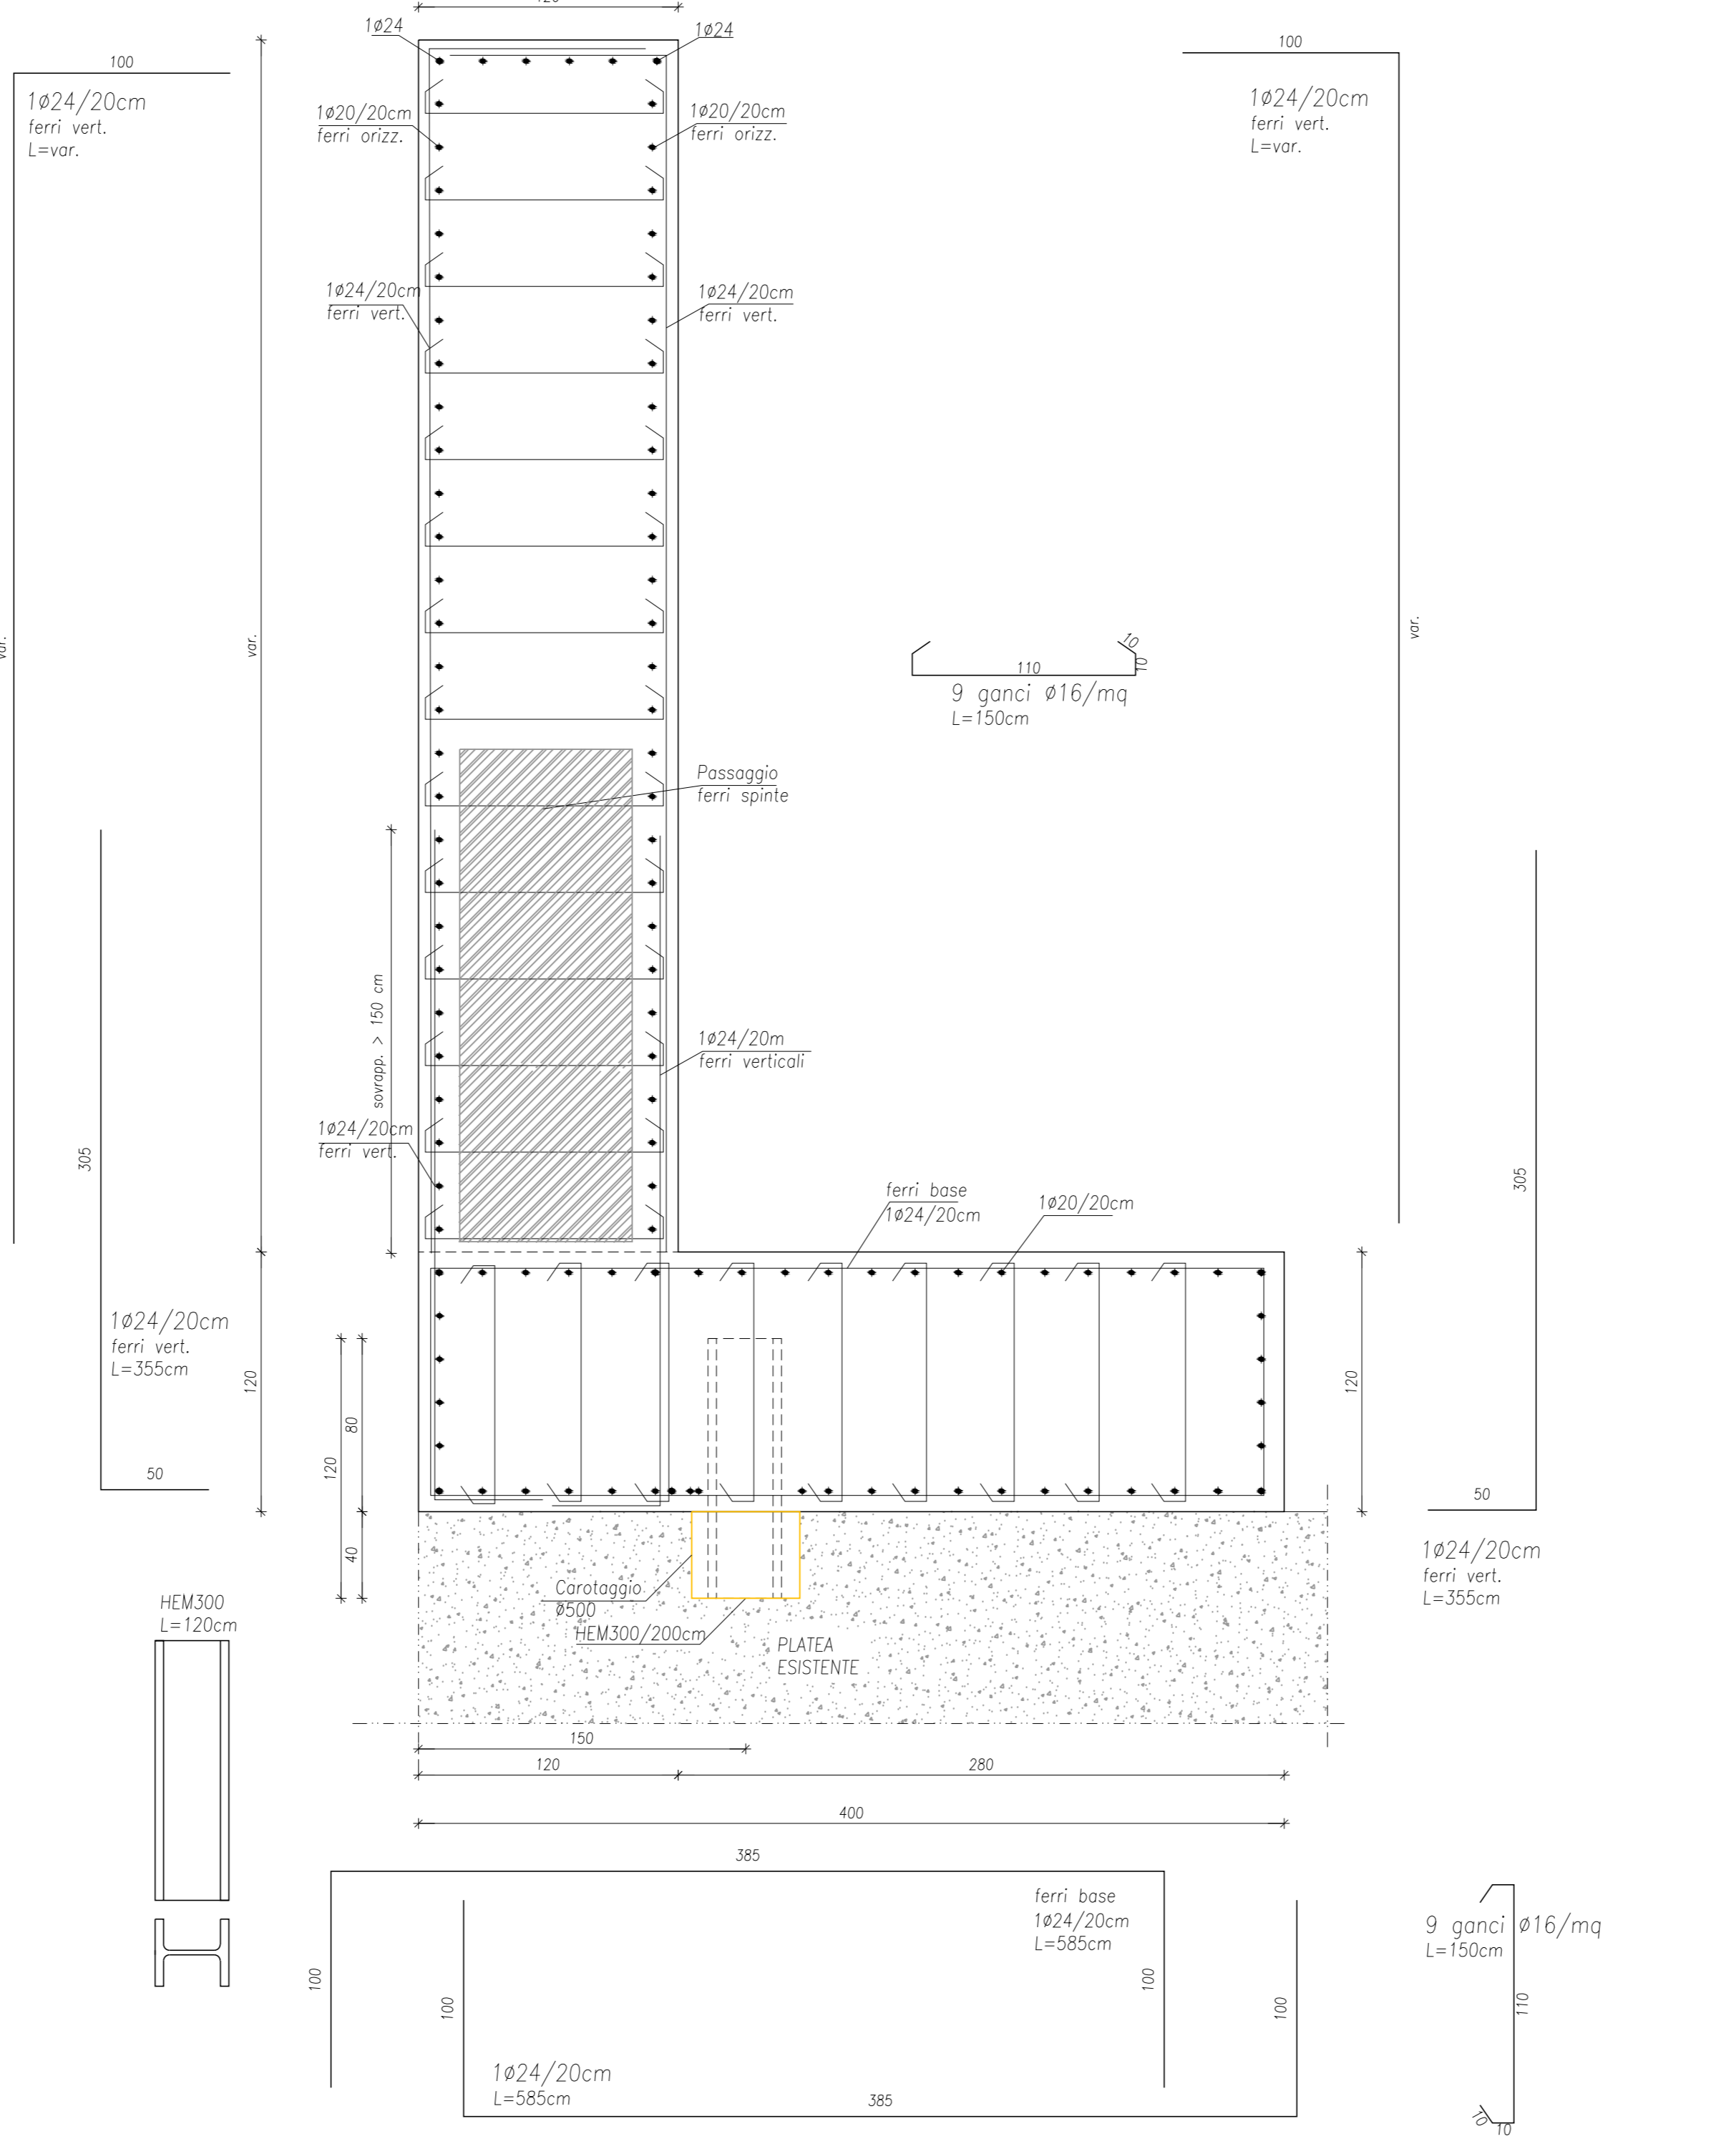 1ø24
1ø24
100
1ø24/20cm
ferri vert.
L=var.
100
1ø24/20cm
ferri vert.
L=var.
1ø20/20cm
ferri orizz.
1ø20/20cm
ferri orizz.
1ø24/20cm
ferri vert.
1ø24/20cm
ferri vert.
var.
var.
var.
110
10
10
9 ganci ø16/mq
L=150cm
Passaggio
ferri spinte
sovrapp. > 150 cm
1ø24/20m
ferri verticali
1ø24/20cm
ferri vert.
305
305
ferri base
1ø24/20cm
1ø20/20cm
1ø24/20cm
ferri vert.
L=355cm
50
120
120
80
40
120
50
1ø24/20cm
ferri vert.
L=355cm
HEM300
L=120cm
Carotaggio
ø500
HEM300/200cm
PLATEA
ESISTENTE
150
120
280
400
385
ferri base
1ø24/20cm
L=585cm
100
100
100
100
1ø24/20cm
L=585cm
385
9 ganci ø16/mq
L=150cm
110
10
10